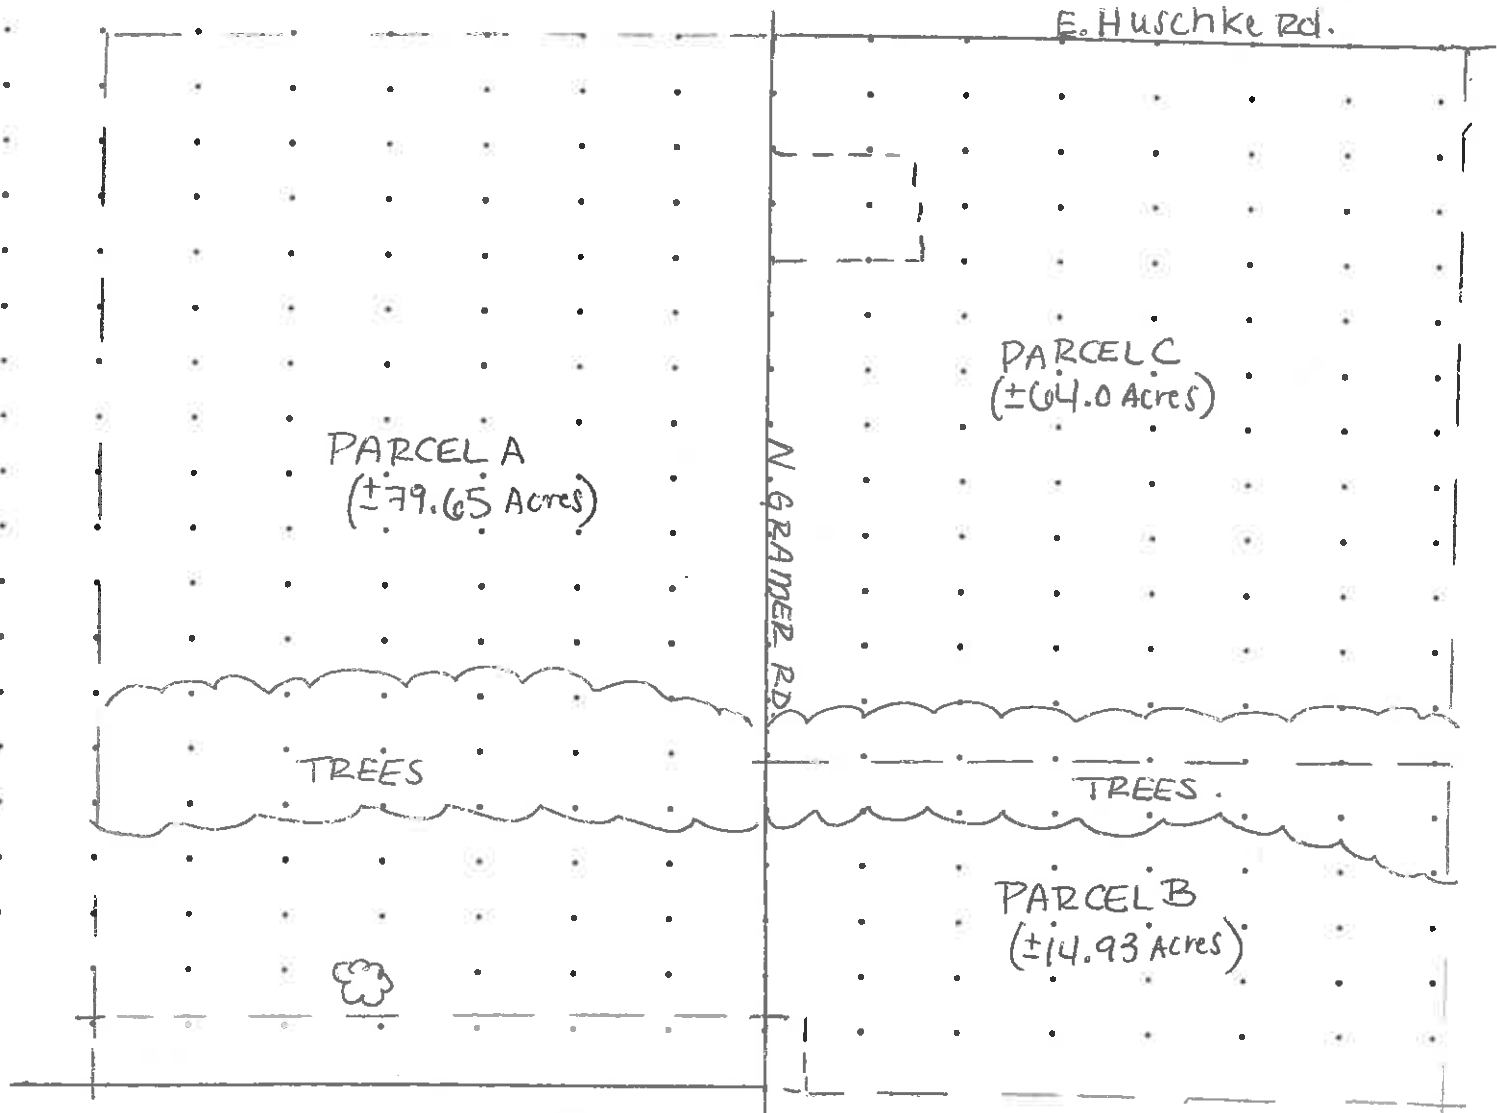 E. Huschke Rd.
PARCEL C
(±64.0 Acres)
PARCEL A
(±79.65 Acres)
N. GRAMER RD.
TREES
TREES.
PARCEL B
(±14.93 Acres)